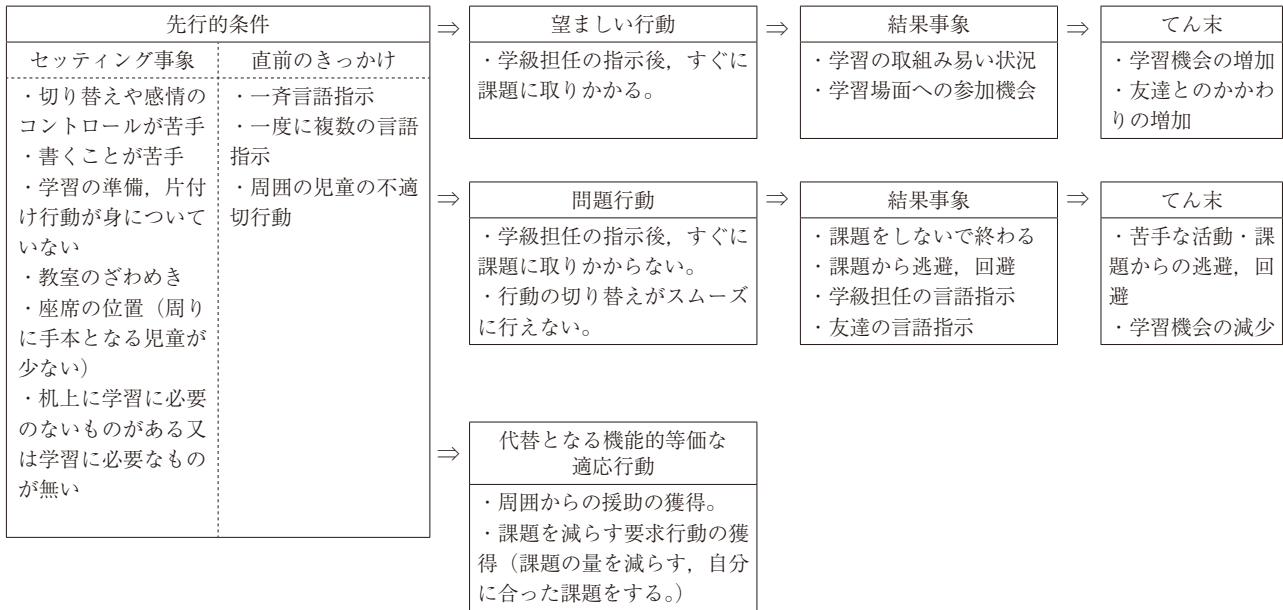 先行的条件
セッティング事象
・切り替えや感情の
コントロールが苦手
・書くことが苦手
・学習の準備，片付
け行動が身について
いない
・教室のざわめき
・座席の位置（周り
に手本となる児童が
少ない）
・机上に学習に必要
のないものがある又
は学習に必要なもの
が無い
直前のきっかけ
・一斉言語指示
・一度に複数の言語
指示
・周囲の児童の不適
切行動
⇒
望ましい行動
・学級担任の指示後，すぐに
課題に取りかかる。
⇒
結果事象
・学習の取組み易い状況
・学習場面への参加機会
⇒
てん末
・学習機会の増加
・友達とのかかわ
りの増加
⇒
問題行動
・学級担任の指示後，すぐに
課題に取りかからない。
・行動の切り替えがスムーズ
に行えない。
⇒
結果事象
・課題をしないで終わる
・課題から逃避，回避
・学級担任の言語指示
・友達の言語指示
⇒
てん末
・苦手な活動・課
題からの逃避，回
避
・学習機会の減少
⇒
代替となる機能的等価な
適応行動
・周囲からの援助の獲得。
・課題を減らす要求行動の獲
得（課題の量を減らす，自分
に合った課題をする。）